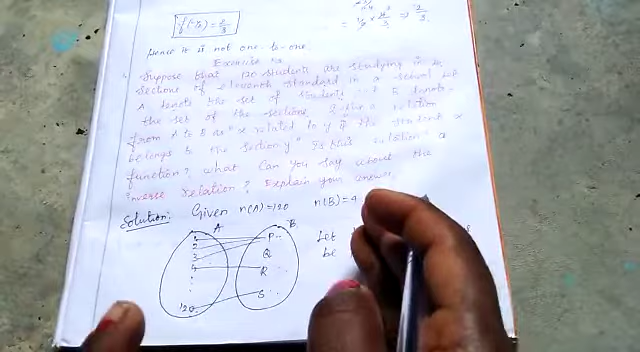 f(-1/2) = 2/3
= 1/2 × /3 ⇒ 2/3.
Hence it is not one-to-one.
Exercise
Suppose that 120 students are studying in 4
sections of eleventh standard in a school. Let
A denote the set of students and B denote
the set of the sections. Define a relation
from A to B as "x related to y if the student x
belongs to the section y" Is this relation a
function? what can you say about the
inverse relation? Explain your answer.
Solution: Given n(A)=120 n(B)=4
A B
1 P
2
3 Q
4 R
120 S
Let
be